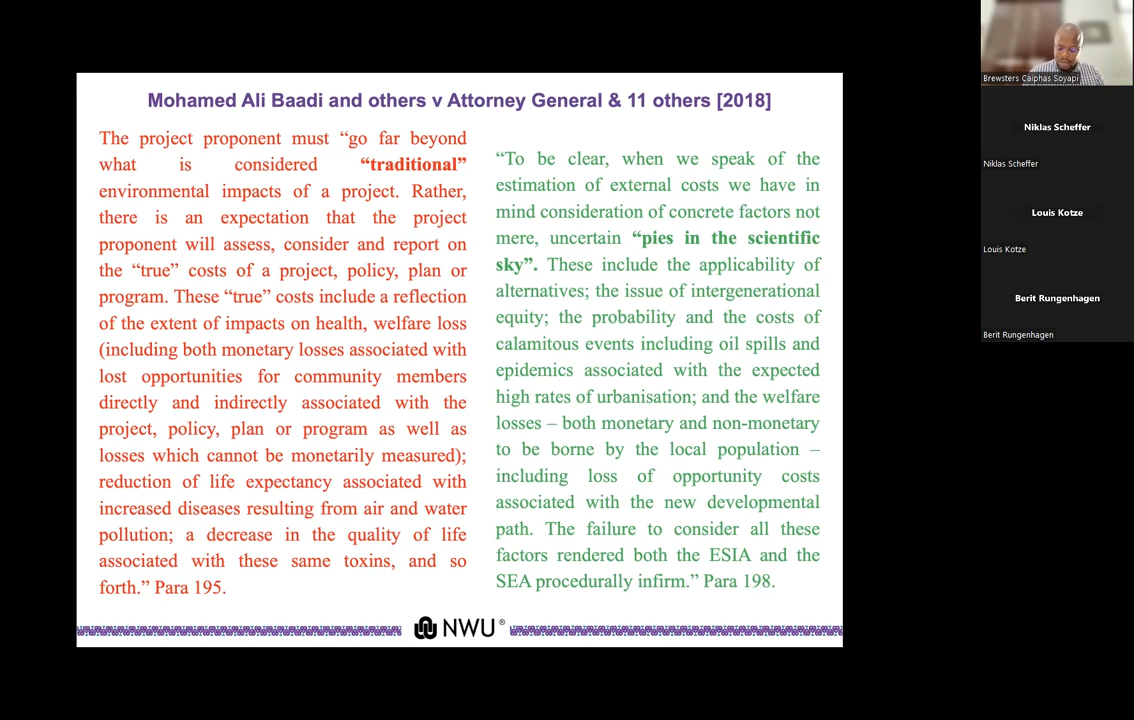 Mohamed Ali Baadi and others v Attorney General & 11 others [2018]
The project proponent must “go far beyond
what is considered “traditional”
environmental impacts of a project. Rather,
there is an expectation that the project
proponent will assess, consider and report on
the “true” costs of a project, policy, plan or
program. These “true” costs include a reflection
of the extent of impacts on health, welfare loss
(including both monetary losses associated with
lost opportunities for community members
directly and indirectly associated with the
project, policy, plan or program as well as
losses which cannot be monetarily measured);
reduction of life expectancy associated with
increased diseases resulting from air and water
pollution; a decrease in the quality of life
associated with these same toxins, and so
forth.” Para 195.
“To be clear, when we speak of the
estimation of external costs we have in
mind consideration of concrete factors not
mere, uncertain “pies in the scientific
sky”. These include the applicability of
alternatives; the issue of intergenerational
equity; the probability and the costs of
calamitous events including oil spills and
epidemics associated with the expected
high rates of urbanisation; and the welfare
losses – both monetary and non-monetary
to be borne by the local population –
including loss of opportunity costs
associated with the new developmental
path. The failure to consider all these
factors rendered both the ESIA and the
SEA procedurally infirm.” Para 198.
NWU®
Brewsters Caiphas Soyapi
Niklas Scheffer
Niklas Scheffer
Louis Kotze
Louis Kotze
Berit Rungenhagen
Berit Rungenhagen